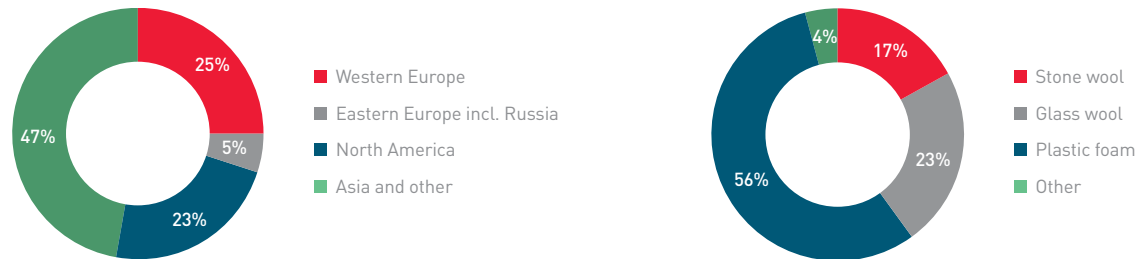 25%
5%
23%
47%
Western Europe
Eastern Europe incl. Russia
North America
Asia and other
17%
23%
56%
4%
Stone wool
Glass wool
Plastic foam
Other